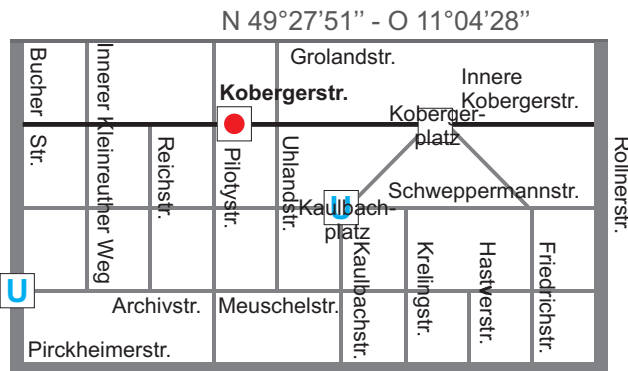 N 49°27'51'' - O 11°04'28''
Grolandstr.
Innere
Kobergerstr.
Kobergerstr.
Koberger-
platz
Bucher Str.
Innerer Kleinreuther Weg
Reichstr.
Pilotystr.
Uhlandstr.
Rollnerstr.
Schweppermannstr.
U
Kaulbach-
platz
Kaulbachstr.
Krelingstr.
Hastverstr.
Friedrichstr.
U
Archivstr.
Meuschelstr.
Pirckheimerstr.